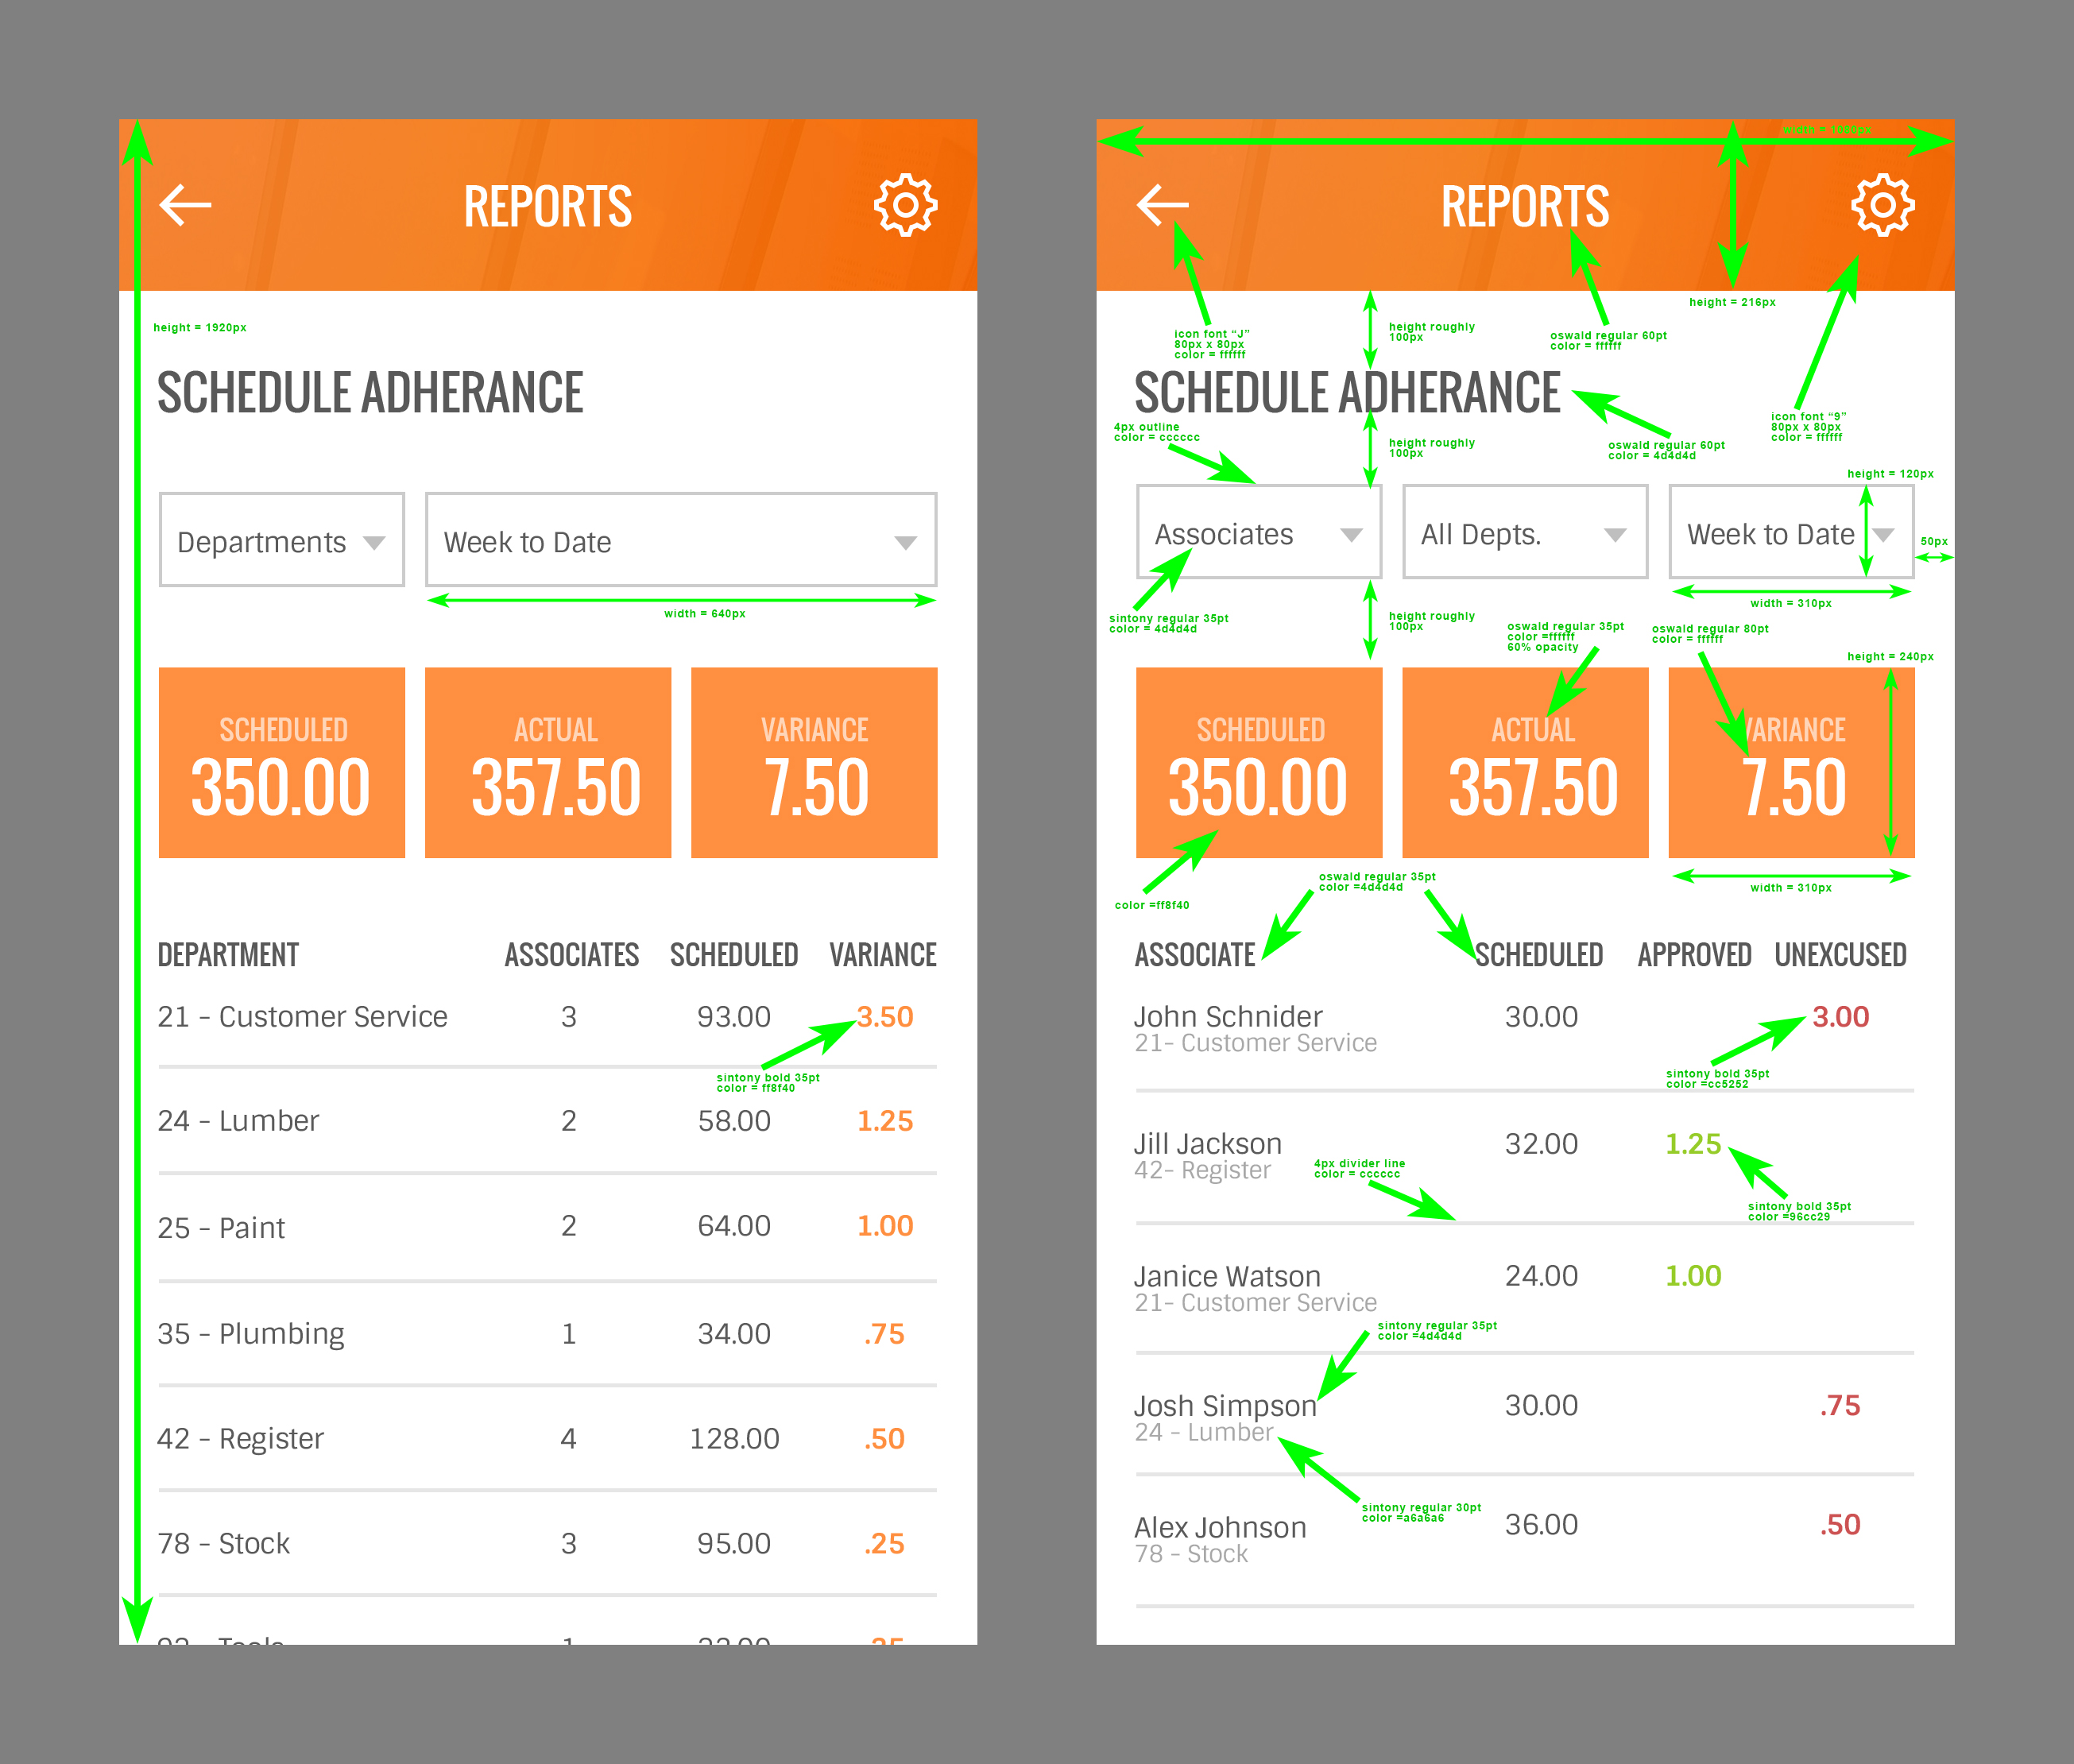 REPORTS
height = 1920px
SCHEDULE ADHERANCE
Departments
Week to Date
width = 640px
SCHEDULED
350.00
ACTUAL
357.50
VARIANCE
7.50
DEPARTMENT ASSOCIATES SCHEDULED VARIANCE
21 - Customer Service 3 93.00 3.50
sintony bold 35pt
color = ff8f40
24 - Lumber 2 58.00 1.25
25 - Paint 2 64.00 1.00
35 - Plumbing 1 34.00 .75
42 - Register 4 128.00 .50
78 - Stock 3 95.00 .25
width = 1080px
REPORTS
height = 216px
icon font “J”
80px x 80px
color = ffffff
height roughly
100px
oswald regular 60pt
color = ffffff
SCHEDULE ADHERANCE
icon font “9”
80px x 80px
color = ffffff
4px outline
color = cccccc
height roughly
100px
oswald regular 60pt
color = 4d4d4d
height = 120px
Associates
All Depts.
Week to Date
50px
width = 310px
sintony regular 35pt
color = 4d4d4d
height roughly
100px
oswald regular 35pt
color =ffffff
60% opacity
oswald regular 80pt
color = ffffff
height = 240px
SCHEDULED
350.00
ACTUAL
357.50
VARIANCE
7.50
oswald regular 35pt
color =4d4d4d
width = 310px
color =ff8f40
ASSOCIATE SCHEDULED APPROVED UNEXCUSED
John Schnider 30.00 3.00
21- Customer Service
sintony bold 35pt
color =cc5252
Jill Jackson 32.00 1.25
42- Register
4px divider line
color = cccccc
sintony bold 35pt
color =96cc29
Janice Watson 24.00 1.00
21- Customer Service
sintony regular 35pt
color =4d4d4d
Josh Simpson 30.00 .75
24 - Lumber
sintony regular 30pt
color =a6a6a6
Alex Johnson 36.00 .50
78 - Stock